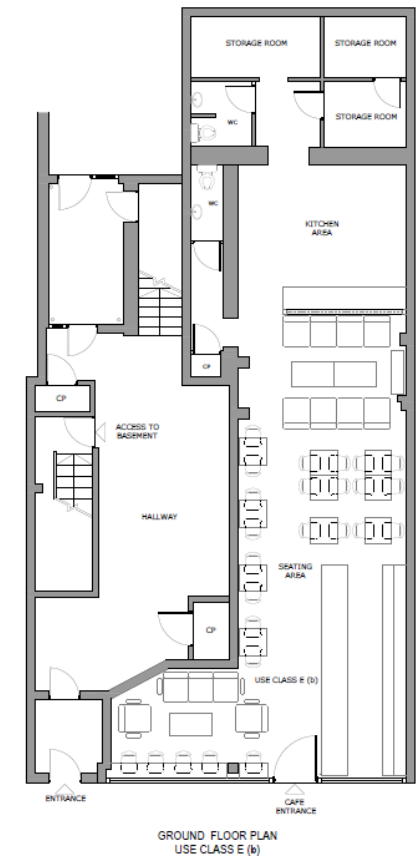 STORAGE ROOM
STORAGE ROOM
STORAGE ROOM
WC
WC
KITCHEN
AREA
CP
CP
ACCESS TO
BASEMENT
HALLWAY
SEATING
AREA
CP
USE CLASS E (b)
ENTRANCE
CAFE
ENTRANCE
GROUND FLOOR PLAN
USE CLASS E (b)